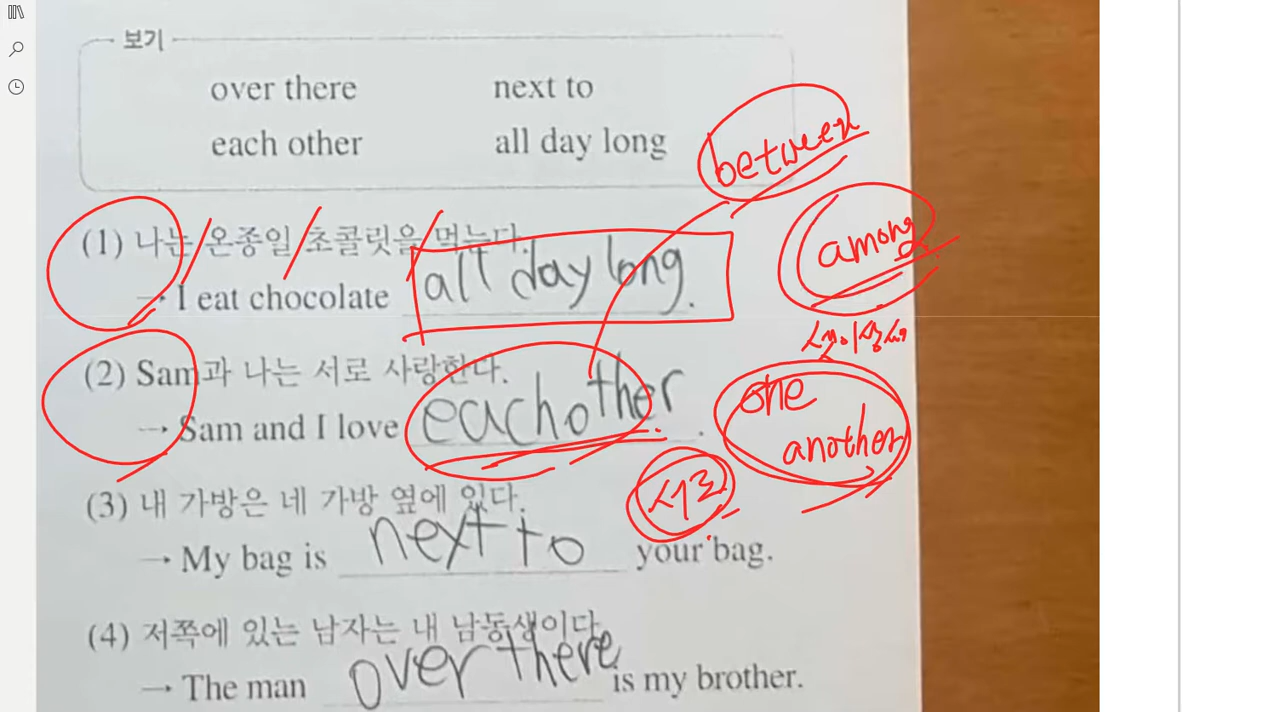 보기
over there next to
each other all day long
between
(1) 나는 온종일 초콜릿을 먹는다.
among
→ I eat chocolate all day long.
(2) Sam과 나는 서로 사랑한다.
one
another
→ Sam and I love each other.
서로
(3) 내 가방은 네 가방 옆에 있다.
→ My bag is next to your bag.
(4) 저쪽에 있는 남자는 내 남동생이다.
→ The man over there is my brother.